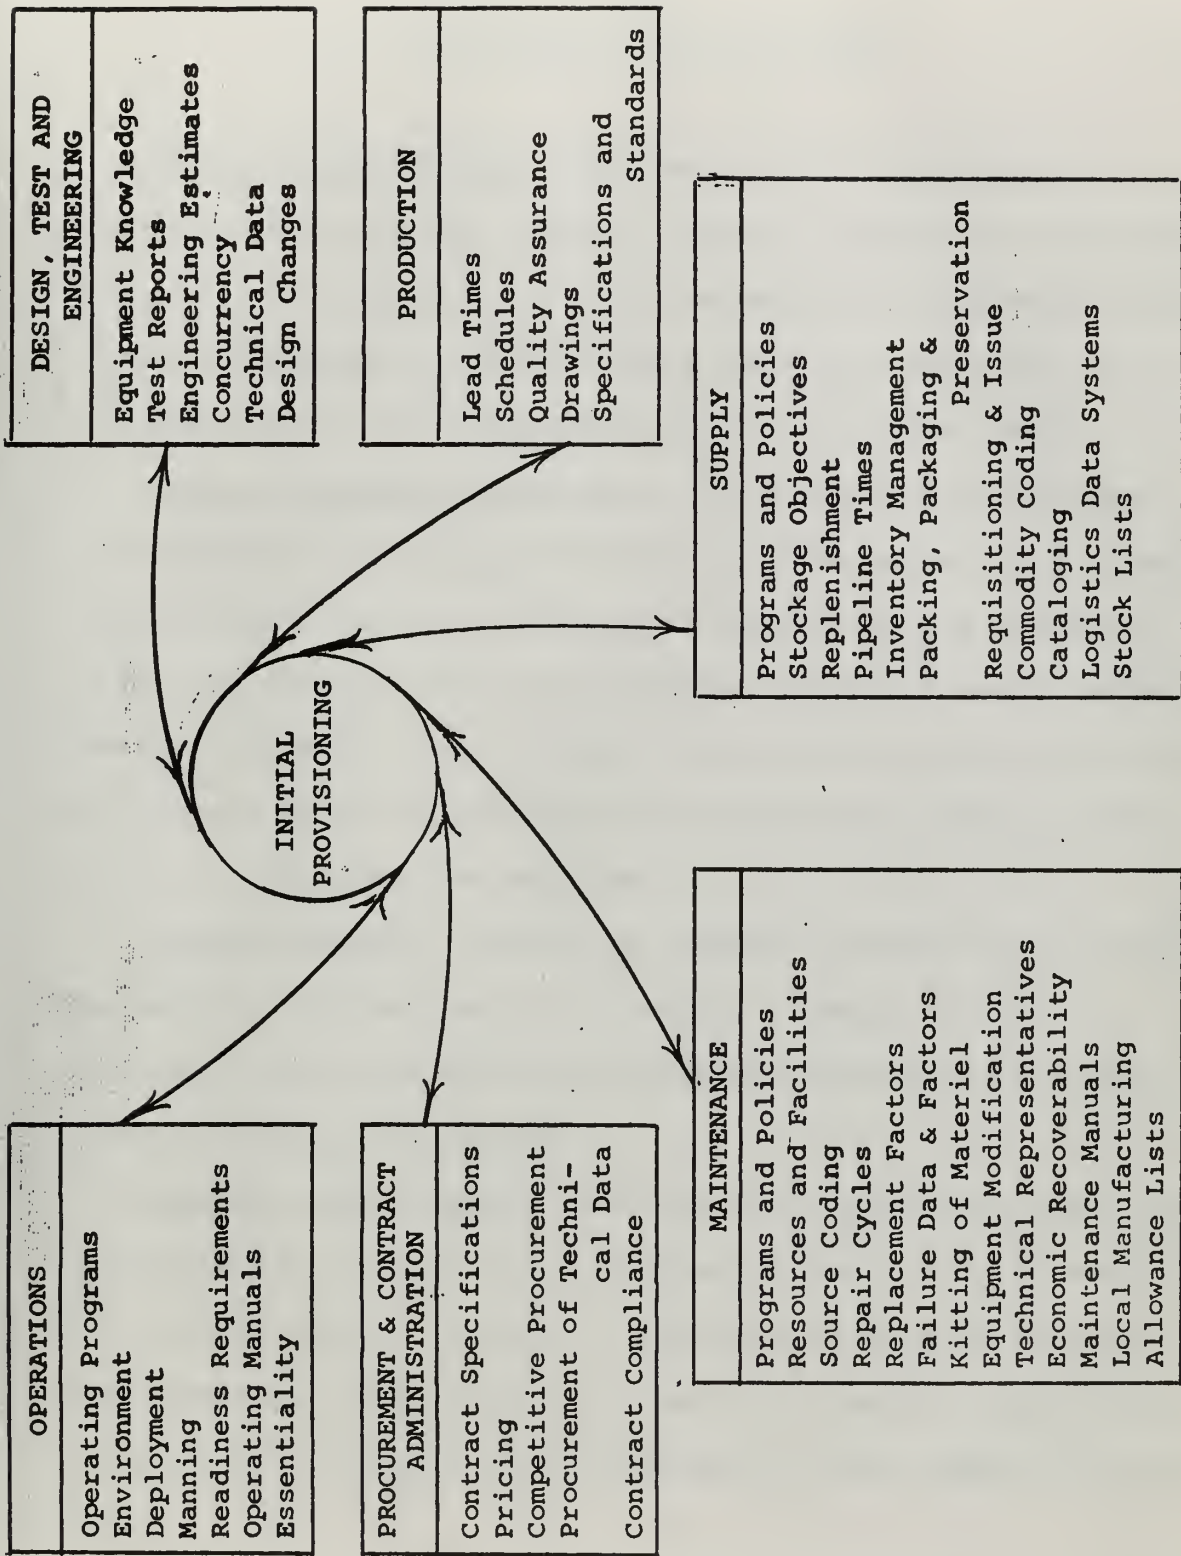 OPERATIONS
Operating Programs
Environment
Deployment
Manning
Readiness Requirements
Operating Manuals
Essentiality
DESIGN, TEST AND
ENGINEERING
Equipment Knowledge
Test Reports
Engineering Estimates
Concurrency
Technical Data
Design Changes
INITIAL
PROVISIONING
PROCUREMENT & CONTRACT
ADMINISTRATION
Contract Specifications
Pricing
Competitive Procurement
Procurement of Techni-
cal Data
Contract Compliance
PRODUCTION
Lead Times
Schedules
Quality Assurance
Drawings
Specifications and
Standards
MAINTENANCE
Programs and Policies
Resources and Facilities
Source Coding
Repair Cycles
Replacement Factors
Failure Data & Factors
Kitting of Materiel
Equipment Modification
Technical Representatives
Economic Recoverability
Maintenance Manuals
Local Manufacturing
Allowance Lists
SUPPLY
Programs and Policies
Stockage Objectives
Replenishment
Pipeline Times
Inventory Management
Packing, Packaging &
Preservation
Requisitioning & Issue
Commodity Coding
Cataloging
Logistics Data Systems
Stock Lists